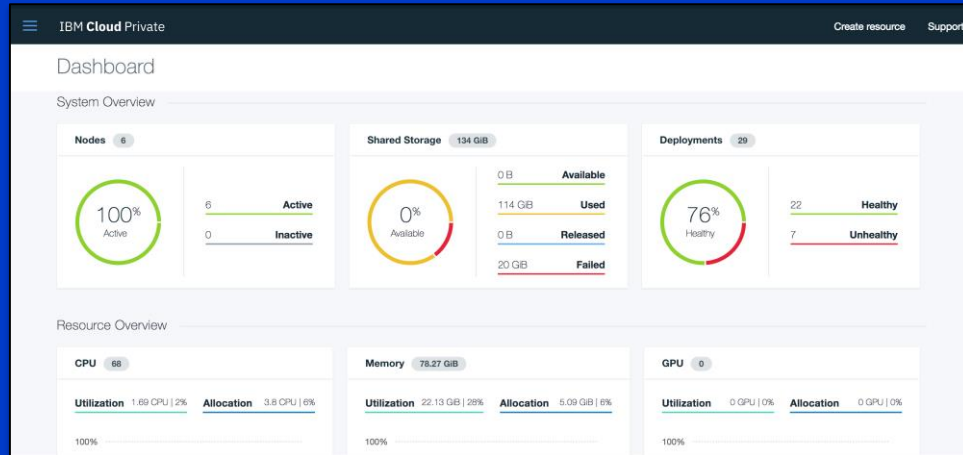 IBM Cloud Private
Create resource
Support
Dashboard
System Overview
Nodes 6
100%
Active
6 Active
0 Inactive
Shared Storage 134 GiB
0%
Available
0 B Available
114 GiB Used
0 B Released
20 GiB Failed
Deployments 29
76%
Healthy
22 Healthy
7 Unhealthy
Resource Overview
CPU 68
Utilization 1.69 CPU | 2% Allocation 3.8 CPU | 6%
100%
Memory 78.27 GiB
Utilization 22.13 GiB | 28% Allocation 5.09 GiB | 6%
100%
GPU 0
Utilization 0 GPU | 0% Allocation 0 GPU | 0%
100%